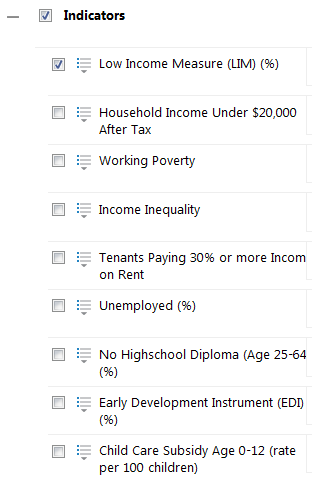 Indicators
Low Income Measure (LIM) (%)
Household Income Under $20,000
After Tax
Working Poverty
Income Inequality
Tenants Paying 30% or more Incom
on Rent
Unemployed (%)
No Highschool Diploma (Age 25-64
(%)
Early Development Instrument (EDI)
(%)
Child Care Subsidy Age 0-12 (rate
per 100 children)